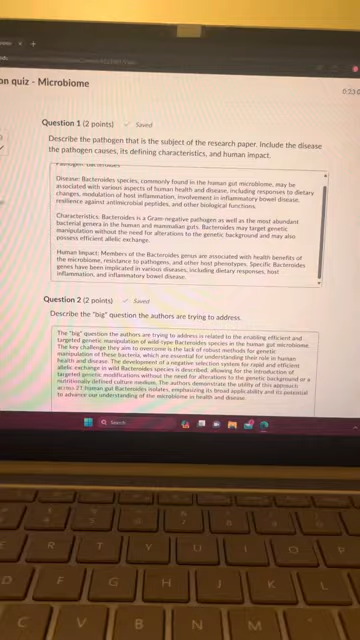 on quiz - Microbiome
0:23:0
Question 1 (2 points)
Saved
Describe the pathogen that is the subject of the research paper. Include the disease
the pathogen causes, its defining characteristics, and human impact.
Disease: Bacteroides species, commonly found in the human gut microbiome, may be
associated with various aspects of human health and disease, including responses to dietary
changes, modulation of host inflammation, involvement in inflammatory bowel disease,
resilience against antimicrobial peptides, and other biological functions.
Characteristics: Bacteroides is a Gram-negative pathogen as well as the most abundant
bacterial genera in the human and mammalian guts. Bacteroides may target genetic
manipulation without the need for alterations to the genetic background and may also
possess efficient allelic exchange.
Human Impact: Members of the Bacteroides genus are associated with health benefits of
the microbiome, resistance to pathogens, and other host phenotypes. Specific Bacteroides
genes have been implicated in various diseases, including dietary responses, host
inflammation, and inflammatory bowel disease.
Question 2 (2 points)
Saved
Describe the "big" question the authors are trying to address.
The "big" question the authors are trying to address is related to the enabling efficient and
targeted genetic manipulation of wild-type Bacteroides species in the human gut microbiome.
The key challenge they aim to overcome is the lack of robust methods for genetic
manipulation of these bacteria, which are essential for understanding their role in human
health and disease. The development of a negative selection system for rapid and efficient
allelic exchange in wild Bacteroides species is described, allowing for the introduction of
targeted genetic modifications without the need for alterations to the genetic background or a
nutritionally defined culture medium. The authors demonstrate the utility of this approach
across 21 human gut Bacteroides isolates, emphasizing its broad applicability and its potential
to advance our understanding of the microbiome in health and disease.
Search
R T Y U I O
D F G H J K L
C V B N M